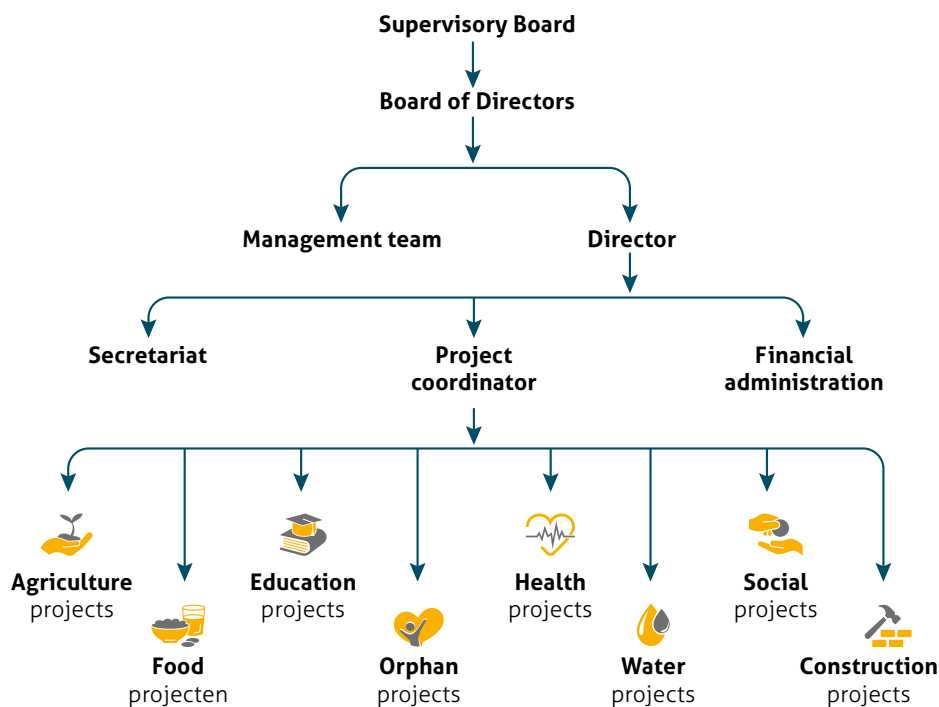 Supervisory Board
Board of Directors
Management team
Director
Secretariat
Project
coordinator
Financial
administration
Agriculture
projects
Food
projecten
Education
projects
Orphan
projects
Health
projects
Water
projects
Social
projects
Construction
projects